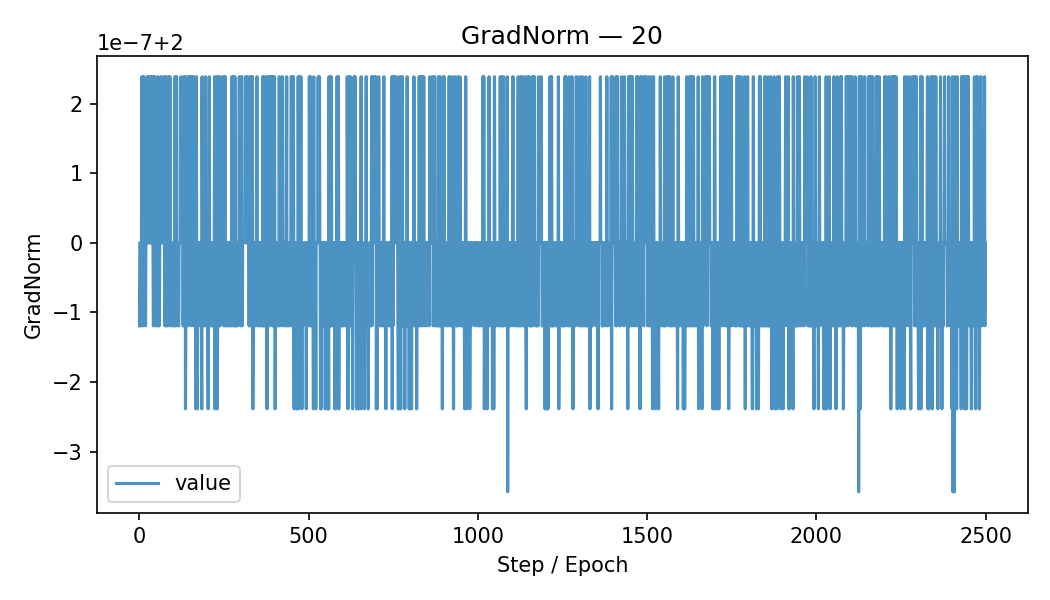 GradNorm — 20
1e−7+2
GradNorm
2
1
0
−1
−2
−3
value
0
500
1000
1500
2000
2500
Step / Epoch